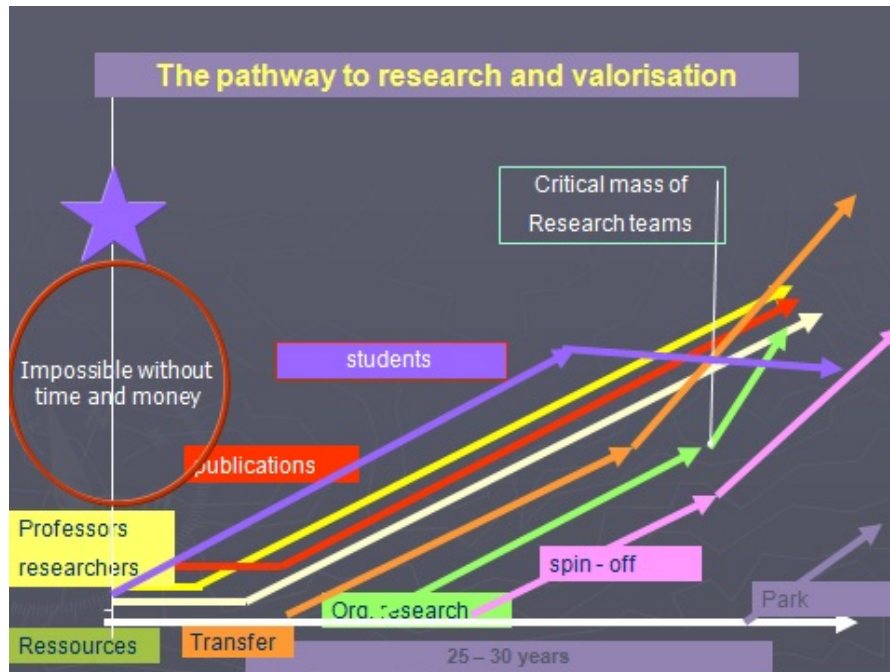 The pathway to research and valorisation
Critical mass of
Research teams
Impossible without
time and money
students
publications
Professors
researchers
spin - off
Org. research
Park
Ressources
Transfer
25 – 30 years